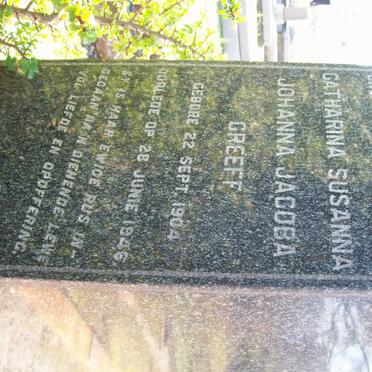 CATHARINA SUSANNA
JOHANNA JACOBA
GREEFF
GEBORE 22 SEPT. 1904
OORLEDE OP 28 JUNIE 1946
SY IS HAAR EWIGE RUS IN
GEGAAN NA 'N DIENENDE LEWE
VOL LIEFDE EN OPOFFERING.